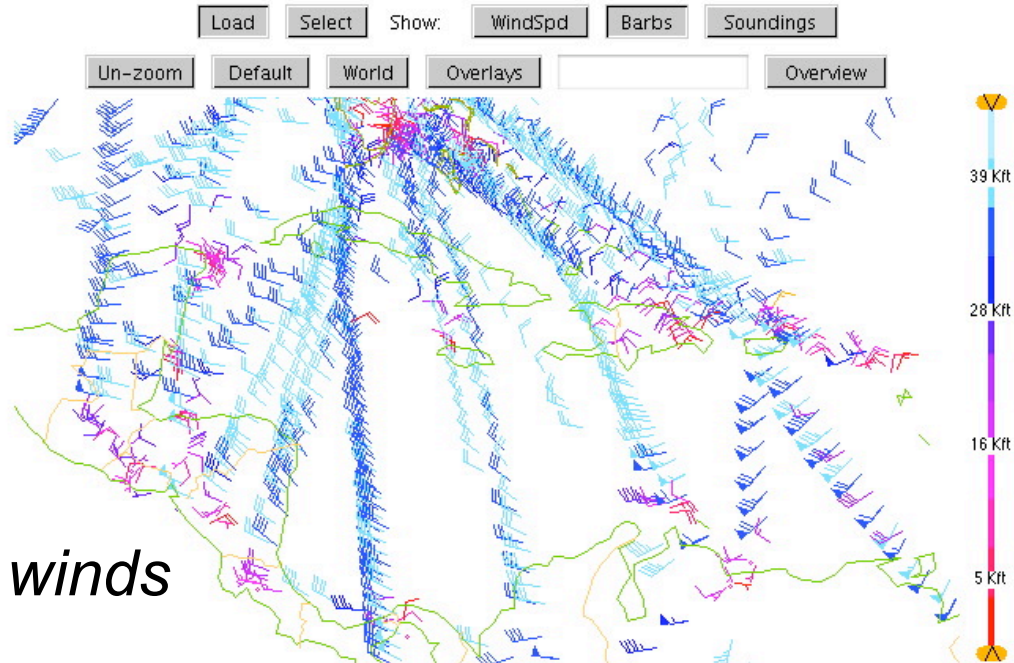 Load Select Show: WindSpd Barbs Soundings
Un-zoom Default World Overlays Overview
39 Kft
28 Kft
16 Kft
winds
5 Kft